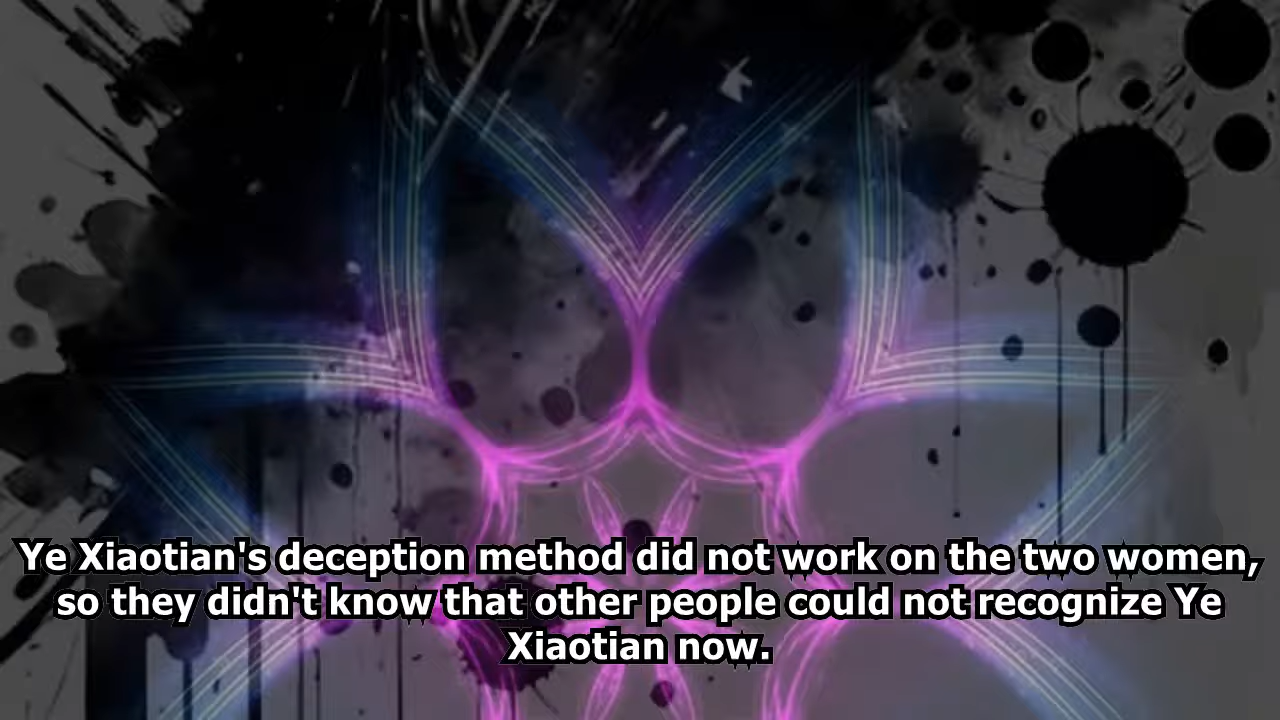 Ye Xiaotian's deception method did not work on the two women,
so they didn't know that other people could not recognize Ye
Xiaotian now.